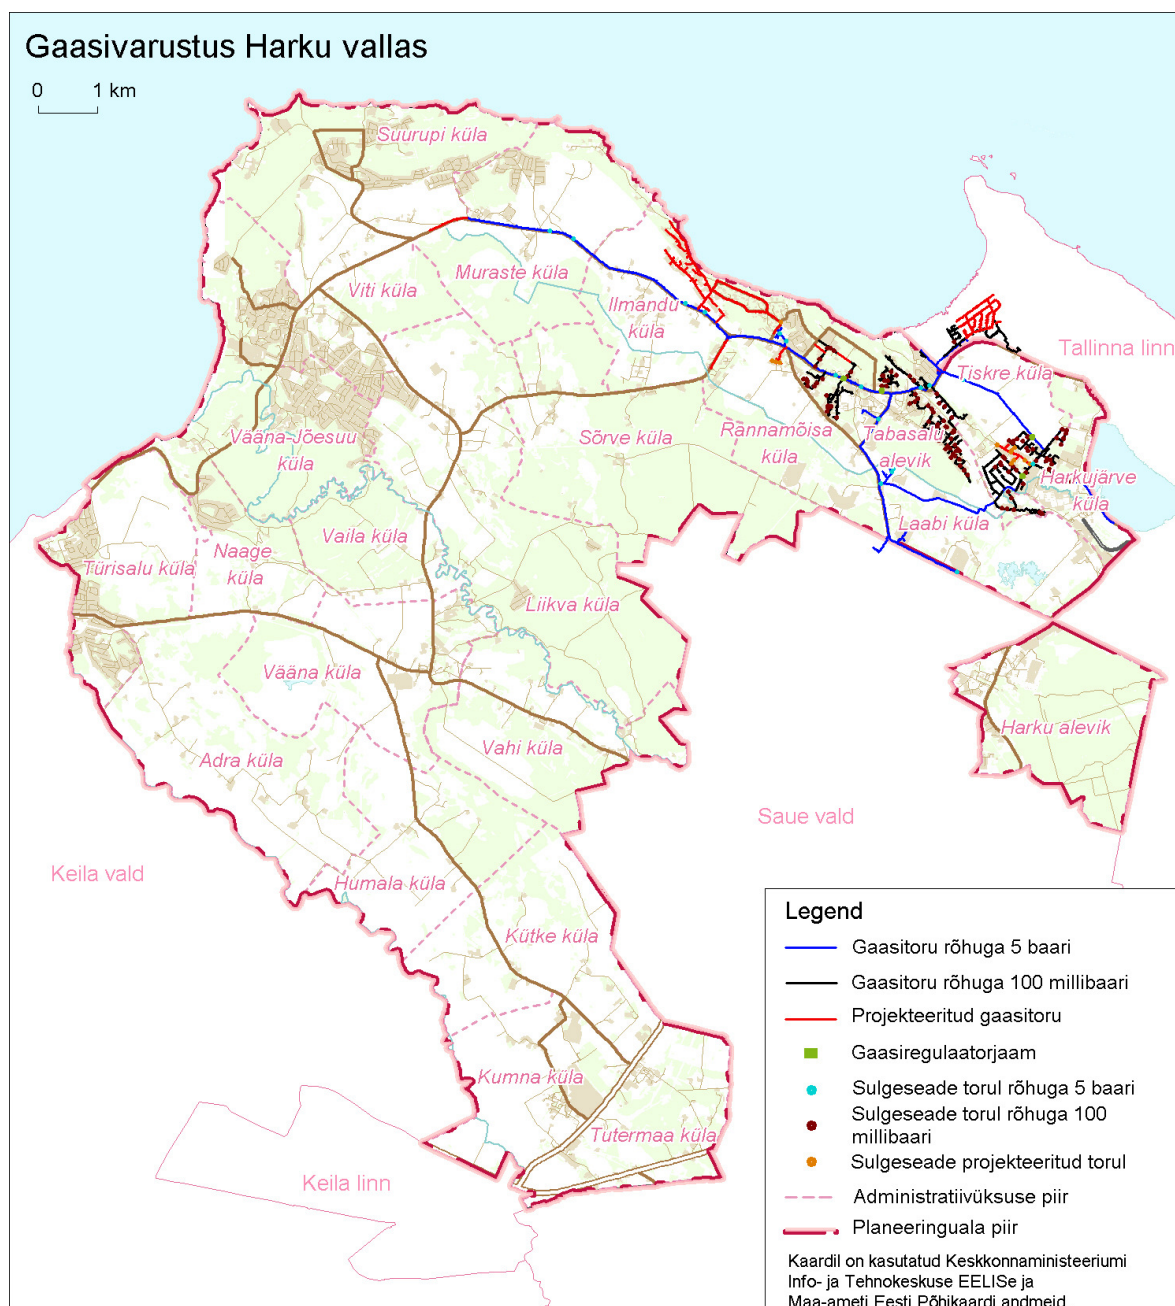 Gaasivarustus Harku vallas
0 1 km
Suurupi küla
Muraste küla
Viti küla
Ilmandu
küla
Tallinna linn
Tiskre küla
Vääna-Jõesuu
küla
Sõrve küla
Rannamõisa
küla
Tabasalu
alevik
Harkujärve
küla
Laabi küla
Vaila küla
Naage
küla
Türisalu küla
Liikva küla
Vääna küla
Harku alevik
Vahi küla
Adra küla
Saue vald
Keila vald
Humala küla
Kütke küla
Kumna küla
Tutermaa küla
Keila linn
Legend
Gaasitoru rõhuga 5 baari
Gaasitoru rõhuga 100 millibaari
Projekteeritud gaasitoru
Gaasiregulaatorjaam
Sulgeseade torul rõhuga 5 baari
Sulgeseade torul rõhuga 100
millibaari
Sulgeseade projekteeritud torul
Administratiivüksuse piir
Planeeringuala piir
Kaardil on kasutatud Keskkonnaministeeriumi
Info- ja Tehnokeskuse EELISe ja
Maa-ameti Eesti Põhikaardi andmeid